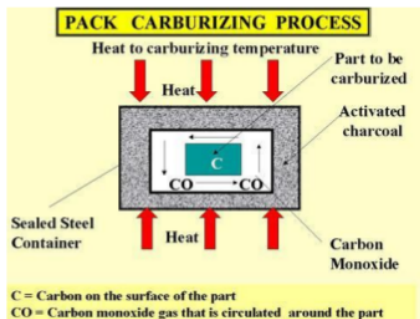 PACK CARBURIZING PROCESS
Heat to carburizing temperature
Part to be
carburized
Heat
Activated
charcoal
C
CO
CO
Sealed Steel
Container
Heat
Carbon
Monoxide
C = Carbon on the surface of the part
CO = Carbon monoxide gas that is circulated around the part